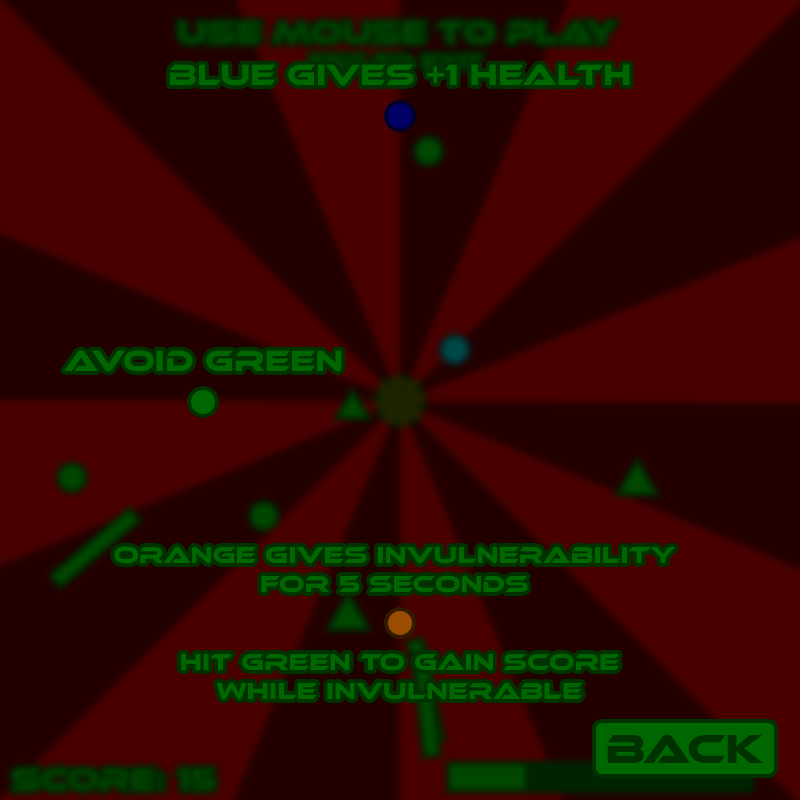 USE MOUSE TO PLAY
BLUE GIVES +1 HEALTH
AVOID GREEN
ORANGE GIVES INVULNERABILITY
FOR 5 SECONDS
HIT GREEN TO GAIN SCORE
WHILE INVULNERABLE
BACK
SCORE: 15